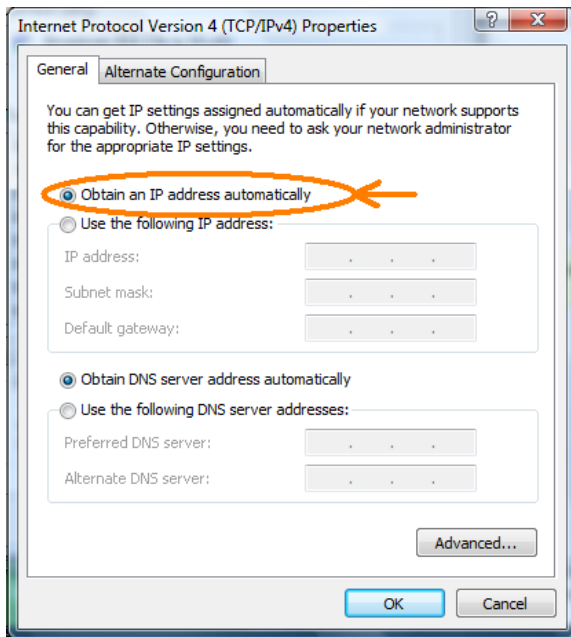 Internet Protocol Version 4 (TCP/IPv4) Properties
?
X
General
Alternate Configuration
You can get IP settings assigned automatically if your network supports
this capability. Otherwise, you need to ask your network administrator
for the appropriate IP settings.
Obtain an IP address automatically
Use the following IP address:
IP address:
Subnet mask:
Default gateway:
Obtain DNS server address automatically
Use the following DNS server addresses:
Preferred DNS server:
Alternate DNS server:
Advanced...
OK
Cancel